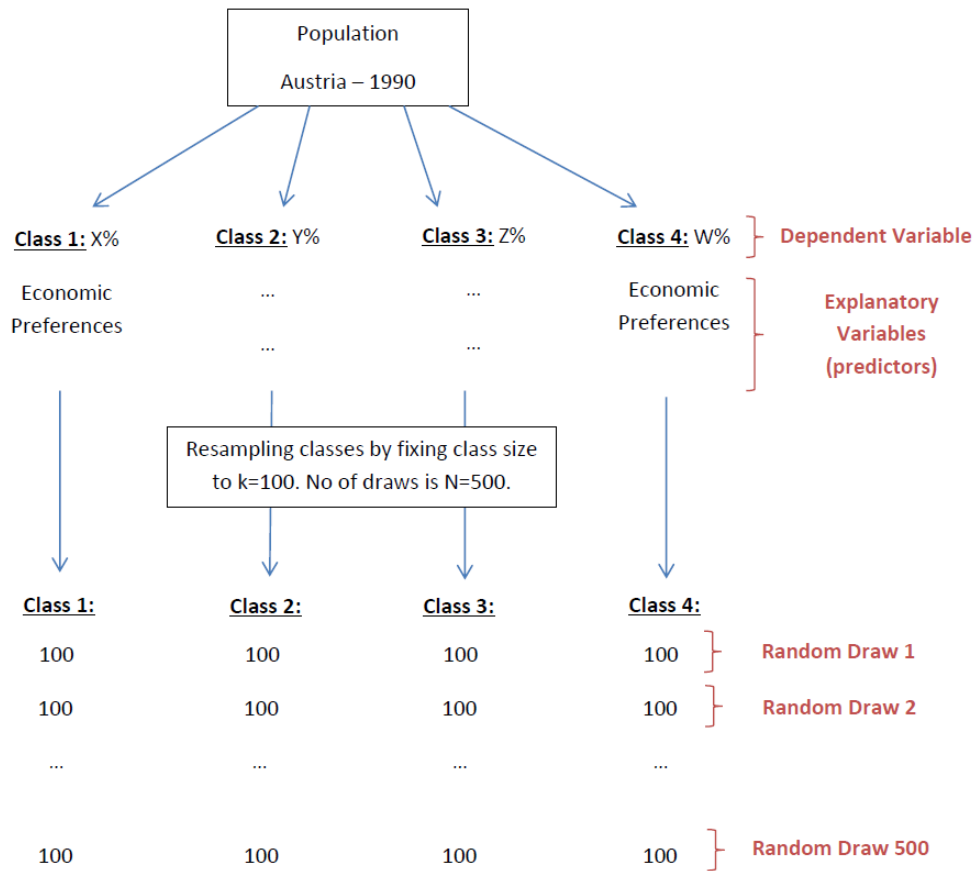 Population
Austria – 1990
Class 1: X%
Class 2: Y%
Class 3: Z%
Class 4: W%
Dependent Variable
Economic
Preferences
...
...
...
...
Economic
Preferences
Explanatory
Variables
(predictors)
Resampling classes by fixing class size
to k=100. No of draws is N=500.
Class 1:
Class 2:
Class 3:
Class 4:
100
100
100
100
Random Draw 1
100
100
100
100
Random Draw 2
...
...
...
...
100
100
100
100
Random Draw 500